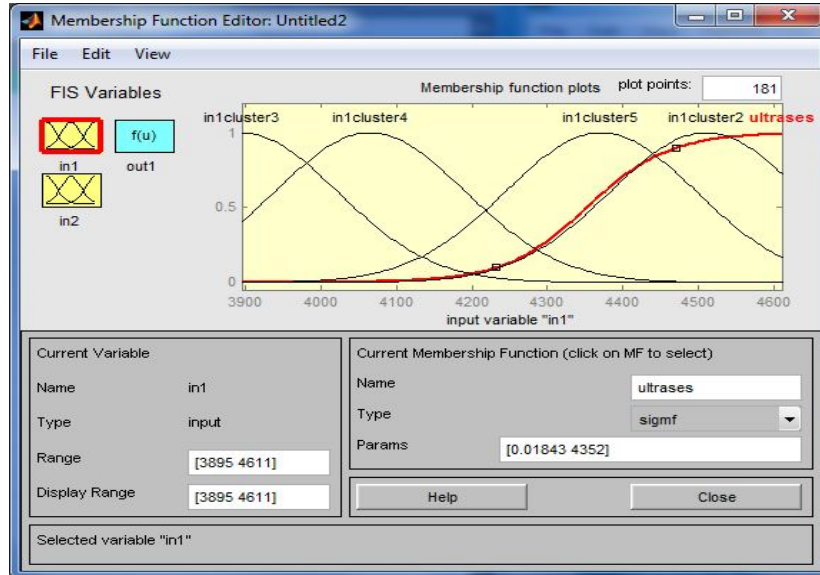 Membership Function Editor: Untitled2
File Edit View
FIS Variables
f(u)
in1 out1
in2
Membership function plots plot points: 181
in1cluster3 in1cluster4 in1cluster5 in1cluster2 ultrases
1
0.5
0
3900 4000 4100 4200 4300 4400 4500 4600
input variable "in1"
Current Variable
Name in1
Type input
Range [3895 4611]
Display Range [3895 4611]
Current Membership Function (click on MF to select)
Name ultrases
Type sigmf
Params [0.01843 4352]
Help Close
Selected variable "in1"